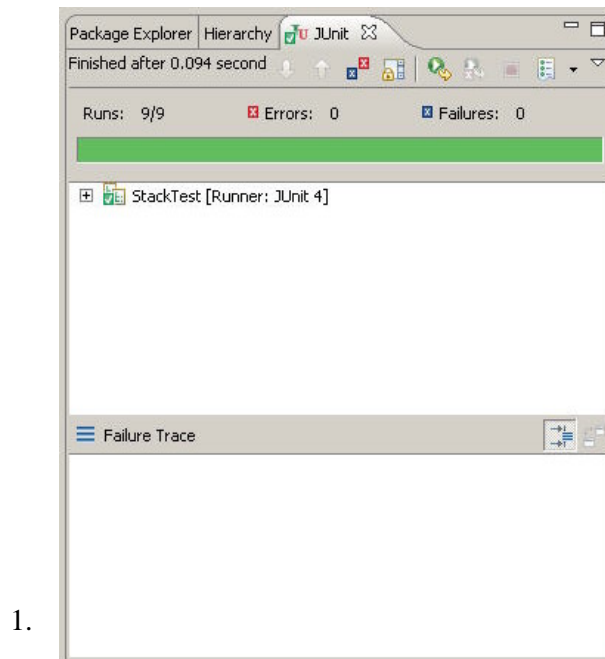 Package Explorer Hierarchy JU JUnit
Finished after 0.094 second
Runs: 9/9 Errors: 0 Failures: 0
StackTest [Runner: JUnit 4]
Failure Trace
1.